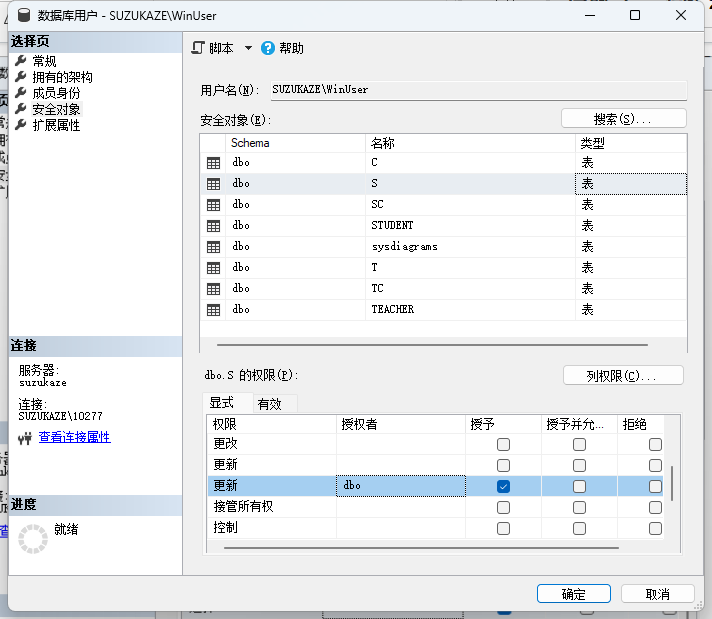 数据库用户 - SUZUKAZE\WinUser
选择页
常规
拥有的架构
成员身份
安全对象
扩展属性
脚本
帮助
用户名(N):
SUZUKAZE\WinUser
安全对象(E):
搜索(S)...
Schema 名称 类型
dbo C 表
dbo S 表
dbo SC 表
dbo STUDENT 表
dbo sysdiagrams 表
dbo T 表
dbo TC 表
dbo TEACHER 表
连接
服务器:
suzukaze
连接:
SUZUKAZE\10277
查看连接属性
进度
就绪
dbo.S 的权限(P):
列权限(C)...
显式 有效
权限 授权者 授予 授予并允... 拒绝
更改
更新
更新 dbo
接管所有权
控制
确定 取消